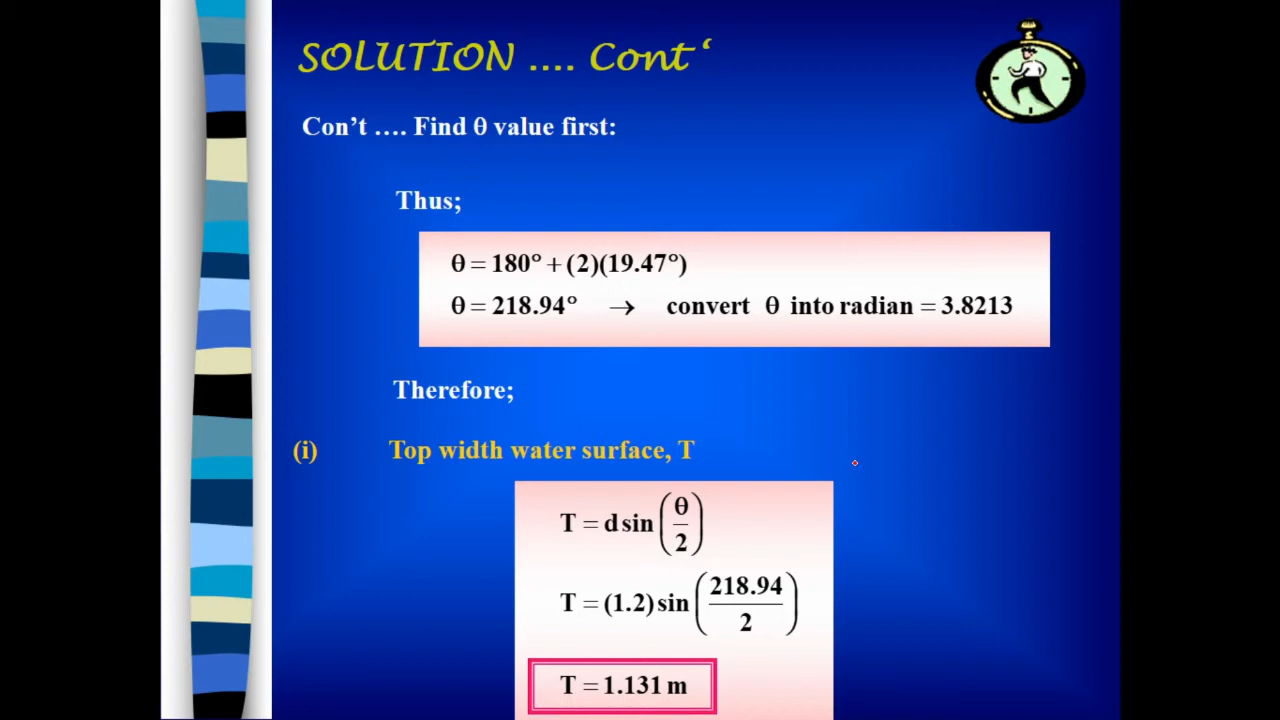 SOLUTION .... Cont ‘
Con’t …. Find θ value first:
Thus;
θ = 180° + (2)(19.47°)
θ = 218.94° → convert θ into radian = 3.8213
Therefore;
(i) Top width water surface, T
T = d sin (θ/2)
T = (1.2) sin (218.94/2)
T = 1.131 m